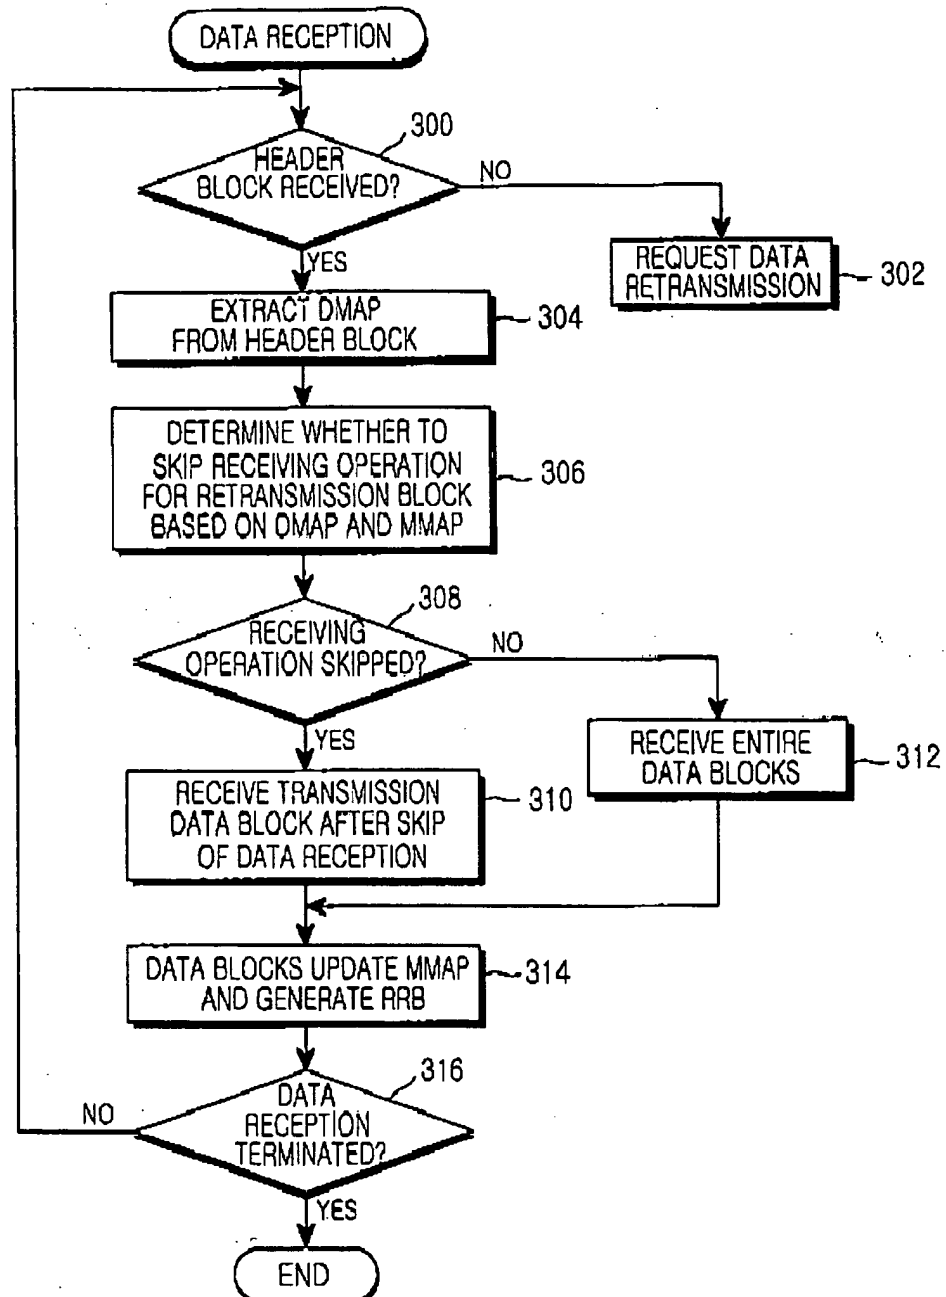 DATA RECEPTION
300
HEADER
BLOCK RECEIVED?
NO
YES
REQUEST DATA
RETRANSMISSION
302
EXTRACT DMAP
FROM HEADER BLOCK
304
DETERMINE WHETHER TO
SKIP RECEIVING OPERATION
FOR RETRANSMISSION BLOCK
BASED ON DMAP AND MMAP
306
308
RECEIVING
OPERATION SKIPPED?
NO
YES
RECEIVE ENTIRE
DATA BLOCKS
312
RECEIVE TRANSMISSION
DATA BLOCK AFTER SKIP
OF DATA RECEPTION
310
DATA BLOCKS UPDATE MMAP
AND GENERATE RRB
314
316
DATA
RECEPTION
TERMINATED?
NO
YES
END